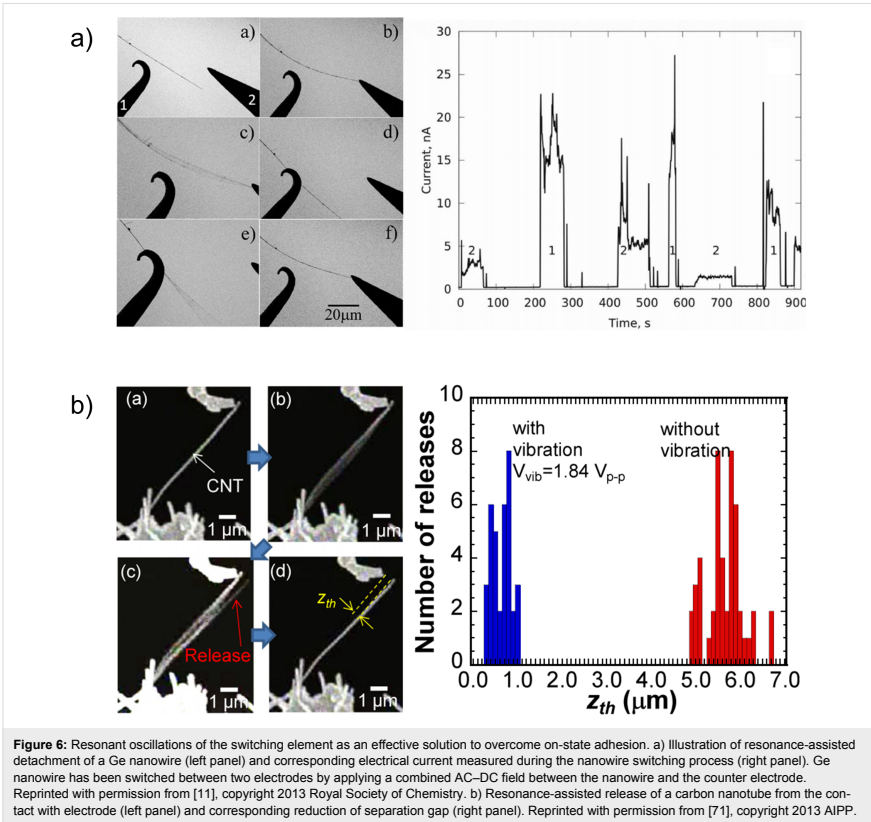 a)
a)
b)
1
2
c)
d)
e)
f)
20μm
30
25
20
15
10
5
0
Current, nA
2
1
2
1
2
1
0
100
200
300
400
500
600
700
800
900
Time, s
b)
(a)
CNT
1 μm
(b)
1 μm
(c)
Release
1 μm
(d)
zth
1 μm
10
8
6
4
2
0
Number of releases
with
vibration
Vvib=1.84 Vp-p
without
vibration
0.0
1.0
2.0
3.0
4.0
5.0
6.0
7.0
zth (μm)
Figure 6: Resonant oscillations of the switching element as an effective solution to overcome on-state adhesion. a) Illustration of resonance-assisted
detachment of a Ge nanowire (left panel) and corresponding electrical current measured during the nanowire switching process (right panel). Ge
nanowire has been switched between two electrodes by applying a combined AC–DC field between the nanowire and the counter electrode.
Reprinted with permission from [11], copyright 2013 Royal Society of Chemistry. b) Resonance-assisted release of a carbon nanotube from the con-
tact with electrode (left panel) and corresponding reduction of separation gap (right panel). Reprinted with permission from [71], copyright 2013 AIPP.